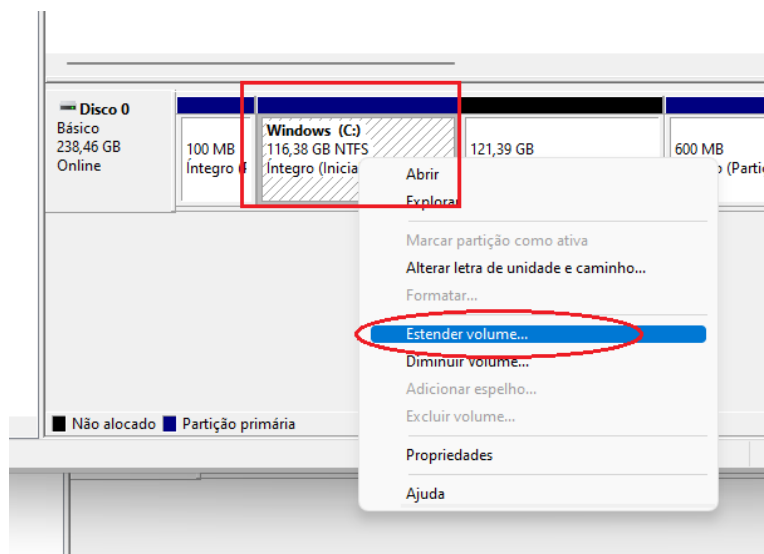 Disco 0
Básico
238,46 GB
Online
100 MB
Íntegro
Windows (C:)
116,38 GB NTFS
Íntegro (Inicia
121,39 GB
600 MB
(Parti
Abrir
Explorar
Marcar partição como ativa
Alterar letra de unidade e caminho...
Formatar...
Estender volume...
Diminuir volume...
Adicionar espelho...
Excluir volume...
Propriedades
Ajuda
Não alocado
Partição primária